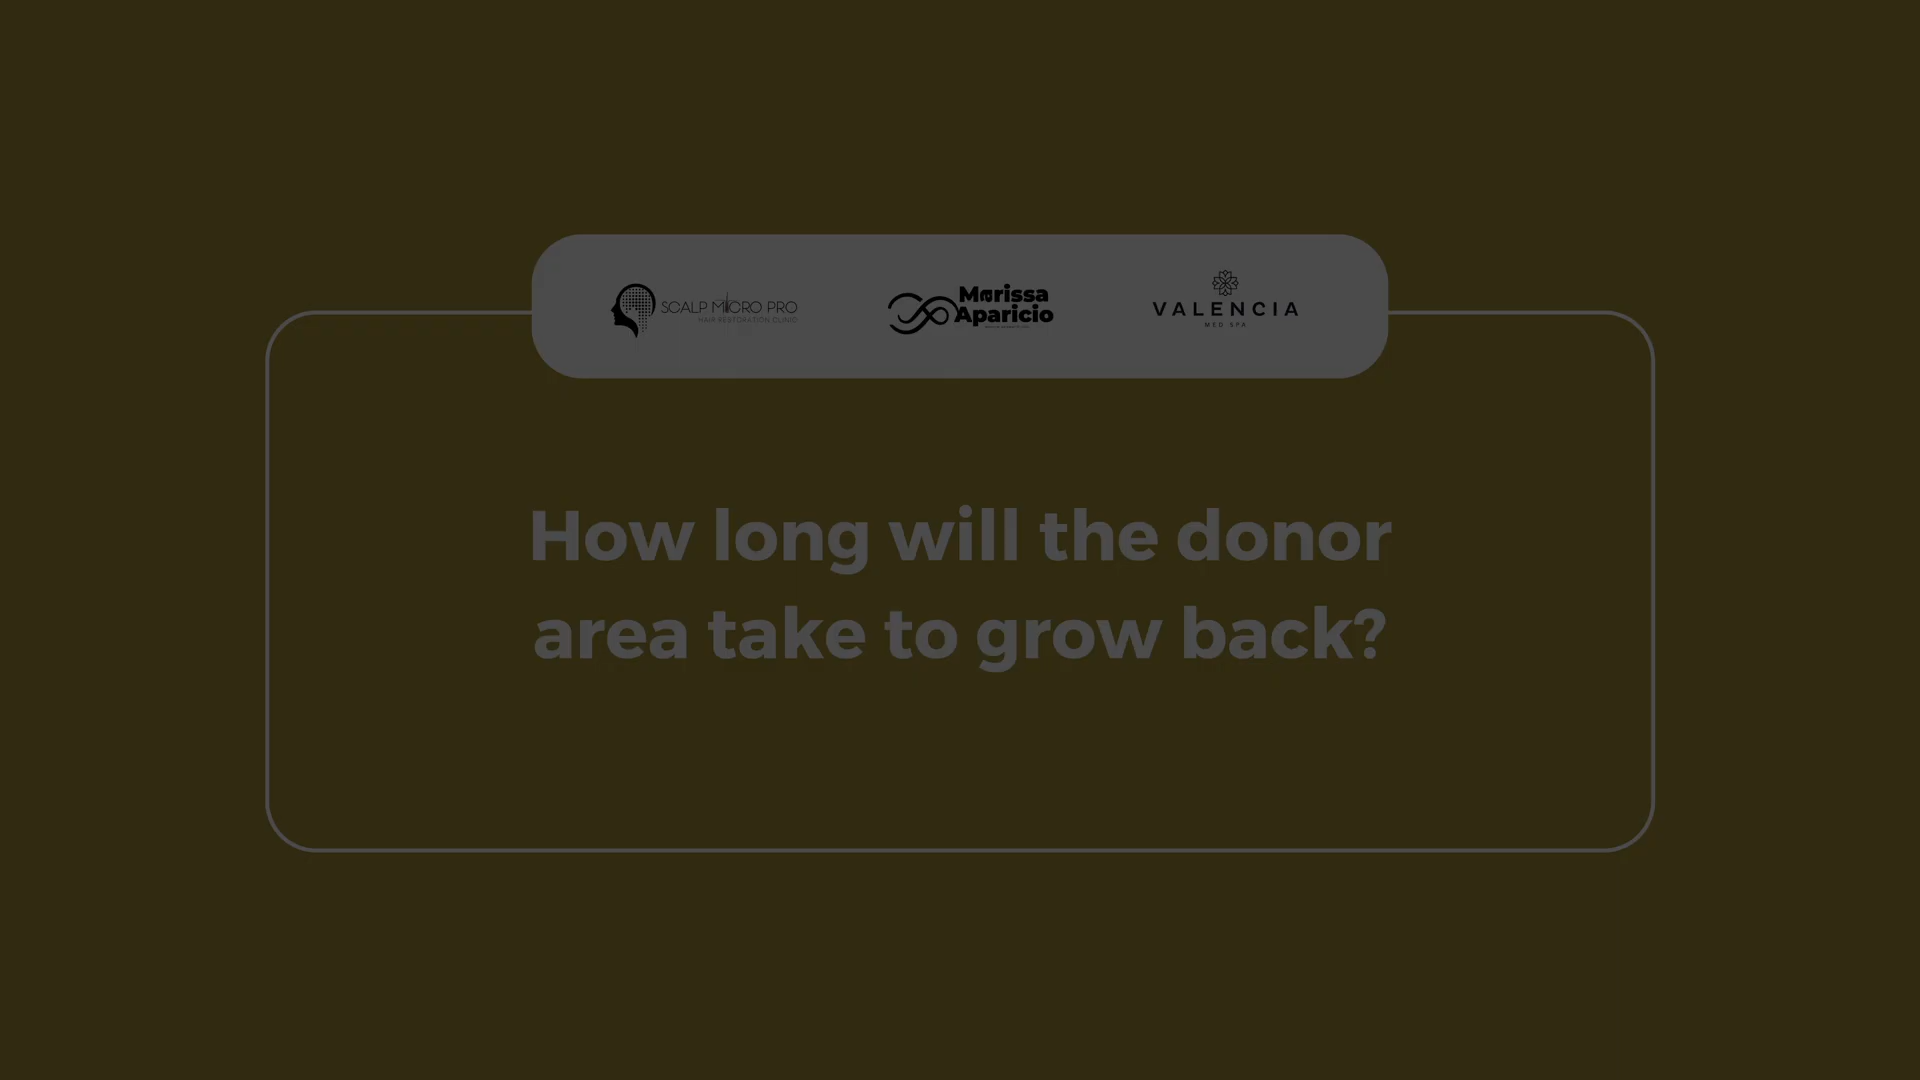 SCALP MICRO PRO
HAIR RESTORATION CLINIC
Marissa
Aparicio
VALENCIA
MED SPA
How long will the donor
area take to grow back?